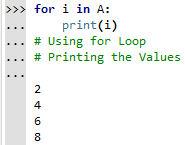 >>> for i in A:
...     print(i)
... # Using for Loop
... # Printing the Values
...
2
4
6
8